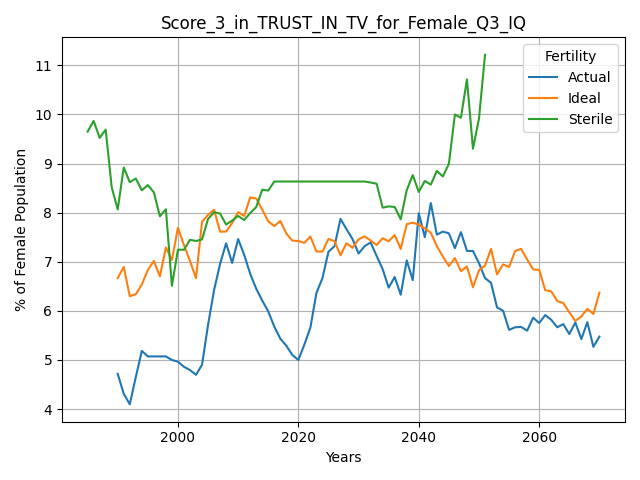 Score_3_in_TRUST_IN_TV_for_Female_Q3_IQ
Fertility
Actual
Ideal
Sterile
% of Female Population
11
10
9
8
7
6
5
4
2000 2020 2040 2060
Years